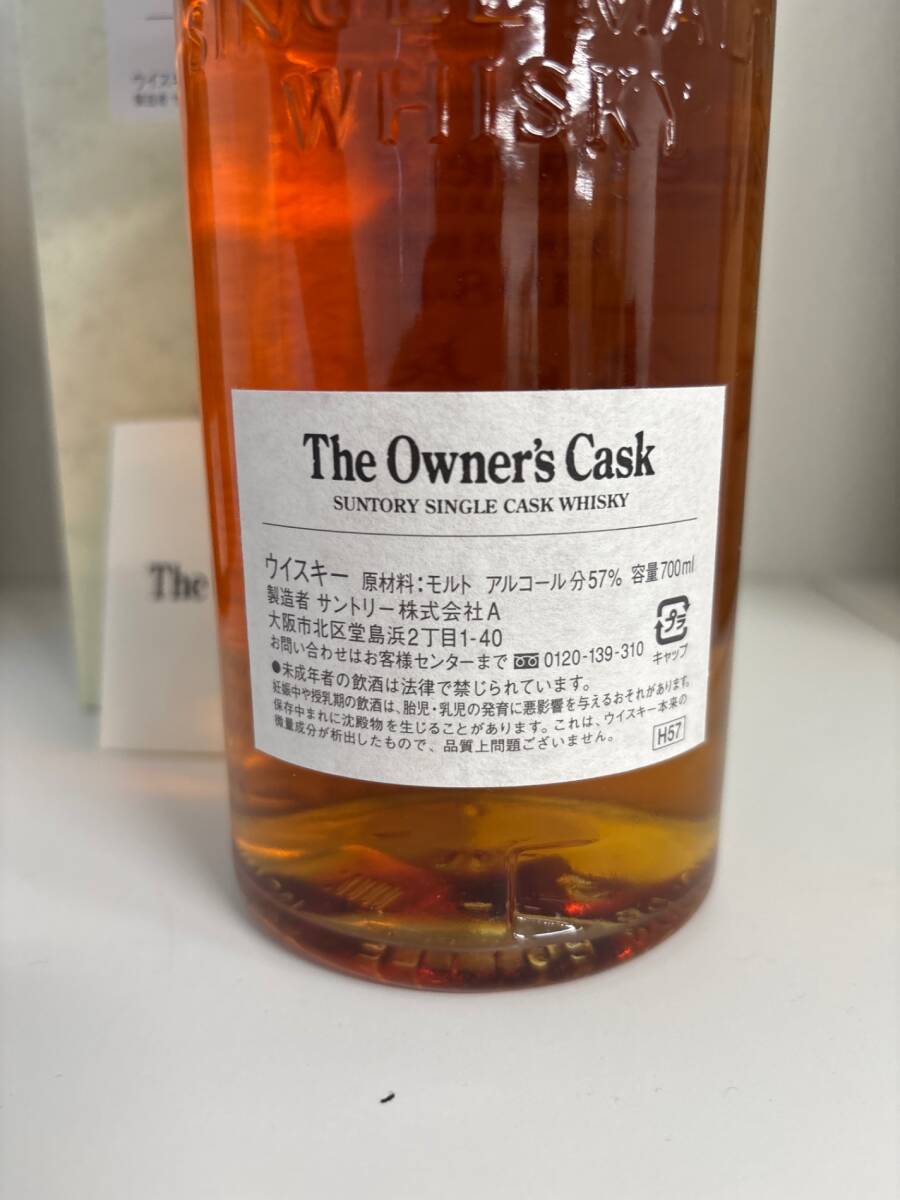 SINGLE MALT
WHISKY
The Owner's Cask
SUNTORY SINGLE CASK WHISKY
ウイスキー 原材料:モルト アルコール分57% 容量700ml
製造者 サントリー株式会社A
大阪市北区堂島浜2丁目1-40
お問い合わせはお客様センターまで 0120-139-310
プラ
キャップ
●未成年者の飲酒は法律で禁じられています。
妊娠中や授乳期の飲酒は、胎児・乳児の発育に悪影響を与えるおそれがあります。
保存中まれに沈殿物を生じることがあります。これは、ウイスキー本来の
微量成分が析出したもので、品質上問題ございません。
H57
The